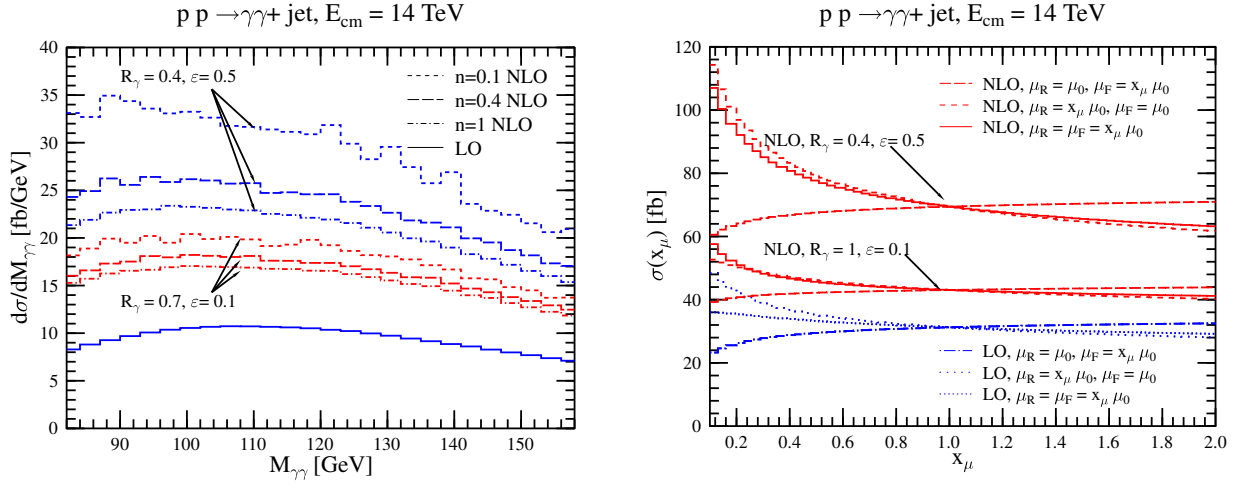 p p →γγ+ jet, E_cm = 14 TeV
dσ/dM_γγ [fb/GeV]
40
35
30
25
20
15
10
5
0
R_γ = 0.4, ε= 0.5
n=0.1 NLO
n=0.4 NLO
n=1 NLO
LO
R_γ = 0.7, ε= 0.1
90 100 110 120 130 140 150
M_γγ [GeV]
p p →γγ+ jet, E_cm = 14 TeV
σ(x_μ) [fb]
120
100
80
60
40
20
0
NLO, μ_R = μ_0, μ_F = x_μ μ_0
NLO, μ_R = x_μ μ_0, μ_F = μ_0
NLO, μ_R = μ_F = x_μ μ_0
NLO, R_γ = 0.4, ε = 0.5
NLO, R_γ = 1, ε = 0.1
LO, μ_R = μ_0, μ_F = x_μ μ_0
LO, μ_R = x_μ μ_0, μ_F = μ_0
LO, μ_R = μ_F = x_μ μ_0
0.2 0.4 0.6 0.8 1.0 1.2 1.4 1.6 1.8 2.0
x_μ